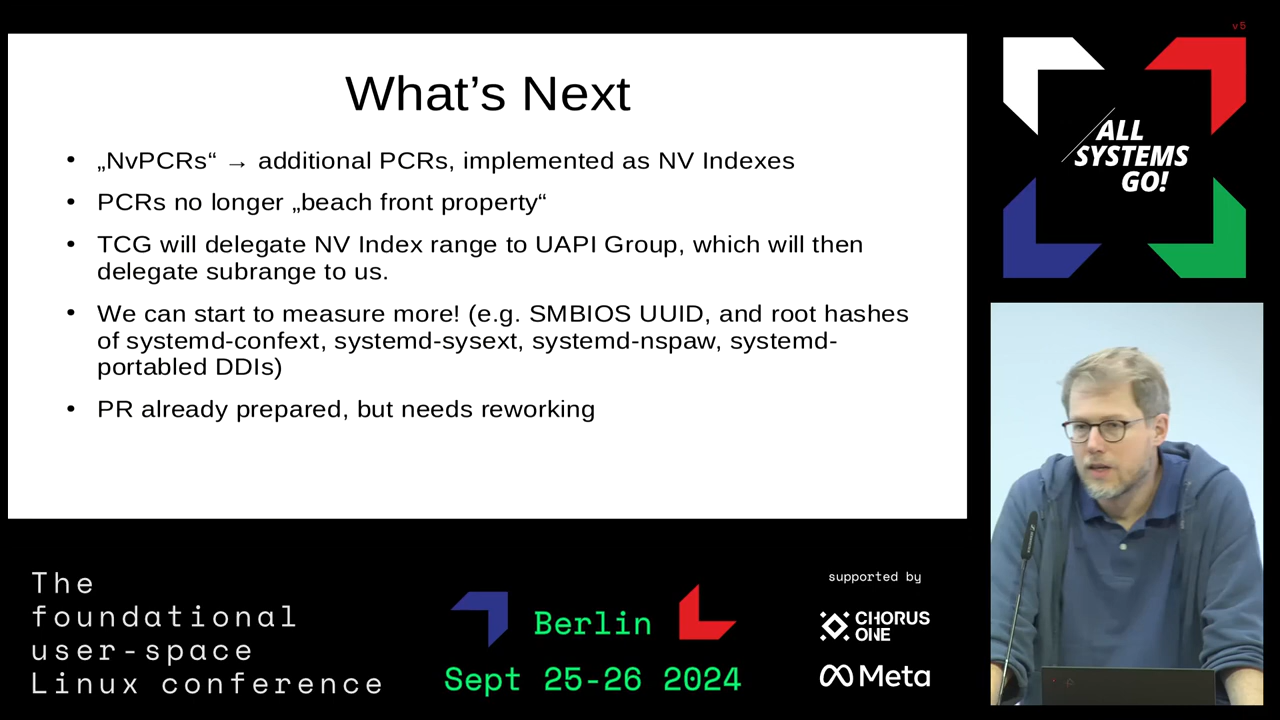 What’s Next
• „NvPCRs“ → additional PCRs, implemented as NV Indexes
• PCRs no longer „beach front property“
• TCG will delegate NV Index range to UAPI Group, which will then
delegate subrange to us.
• We can start to measure more! (e.g. SMBIOS UUID, and root hashes
of systemd-confext, systemd-sysext, systemd-nspaw, systemd-
portabled DDIs)
• PR already prepared, but needs reworking
v5
ALL
SYSTEMS
GO!
The
foundational
user-space
Linux conference
Berlin
Sept 25-26 2024
supported by
CHORUS
ONE
Meta